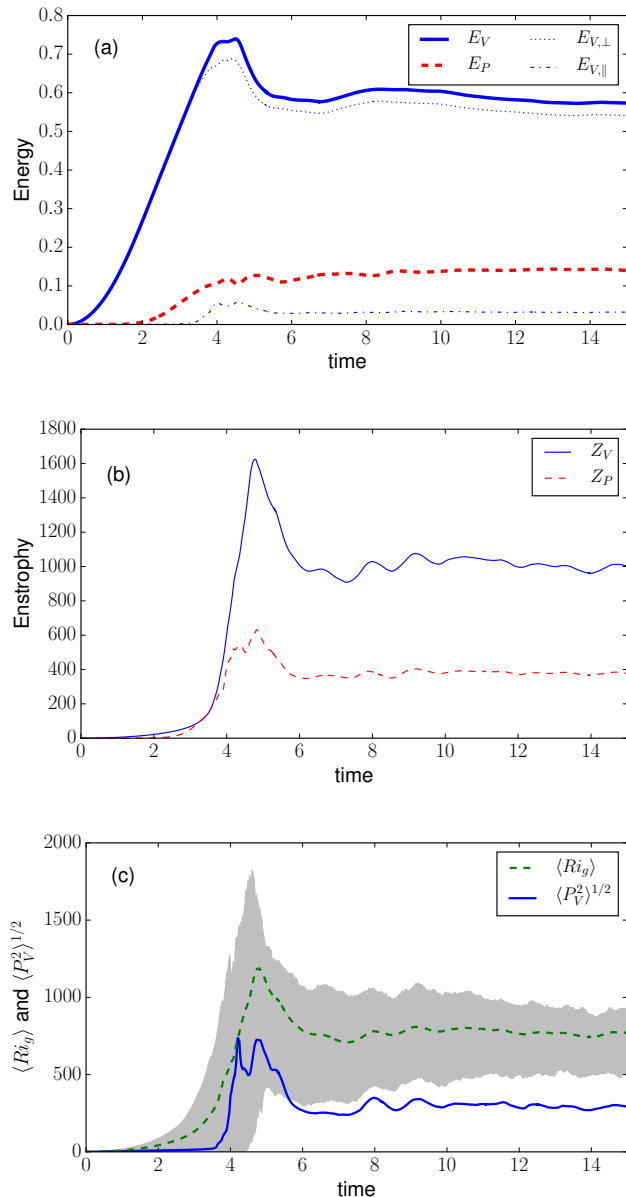 (a)
E_V
E_P
E_{V,⊥}
E_{V,∥}
0.8
0.7
0.6
0.5
0.4
0.3
0.2
0.1
0.0
Energy
0 2 4 6 8 10 12 14
time
(b)
Z_V
Z_P
1800
1600
1400
1200
1000
800
600
400
200
0
Enstrophy
0 2 4 6 8 10 12 14
time
(c)
⟨Ri_g⟩
⟨P_V^2⟩^{1/2}
2000
1500
1000
500
0
⟨Ri_g⟩ and ⟨P_V^2⟩^{1/2}
0 2 4 6 8 10 12 14
time